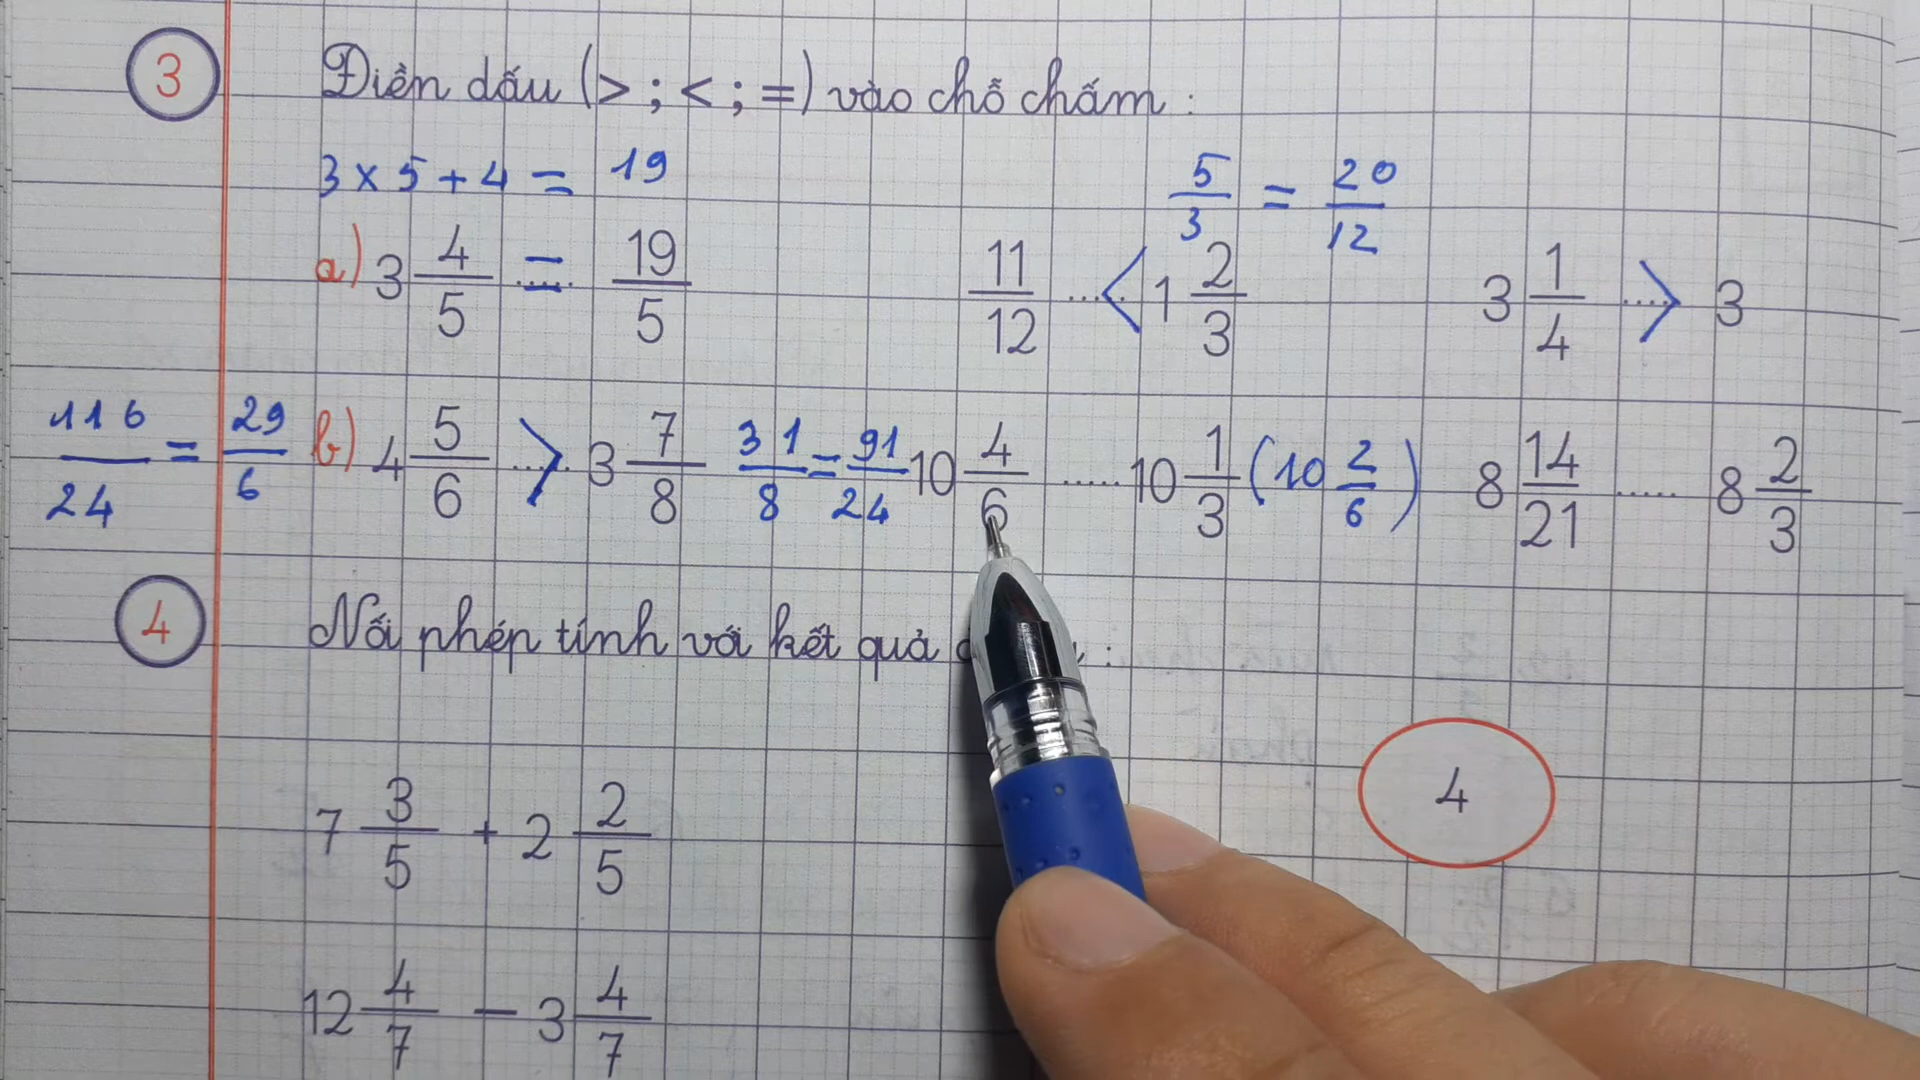 3 Điền dấu (> ; < ; =) vào chỗ chấm :
3 x 5 + 4 = 19
5/3 = 20/12
a) 3 4/5 ..=.. 19/5
11/12 ..<.. 1 2/3
3 1/4 ..>.. 3
116/24 = 29/6
b) 4 5/6 ..>.. 3 7/8
31/8 = 91/24
10 4/6 ..... 10 1/3 (10 2/6)
8 14/21 ..... 8 2/3
4 Nối phép tính với kết quả :
7 3/5 + 2 2/5
4
12 4/7 - 3 4/7